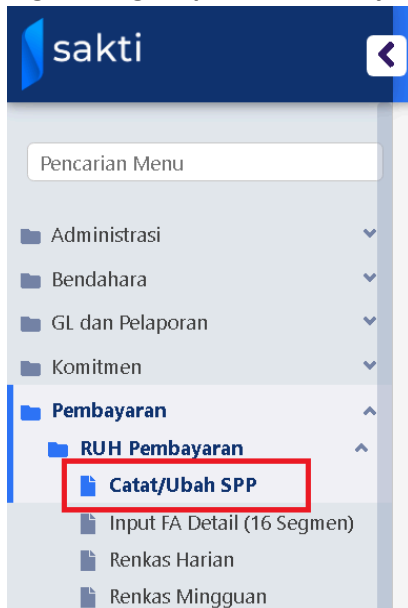 sakti
Pencarian Menu
Administrasi
Bendahara
GL dan Pelaporan
Komitmen
Pembayaran
RUH Pembayaran
Catat/Ubah SPP
Input FA Detail (16 Segmen)
Renkas Harian
Renkas Mingguan